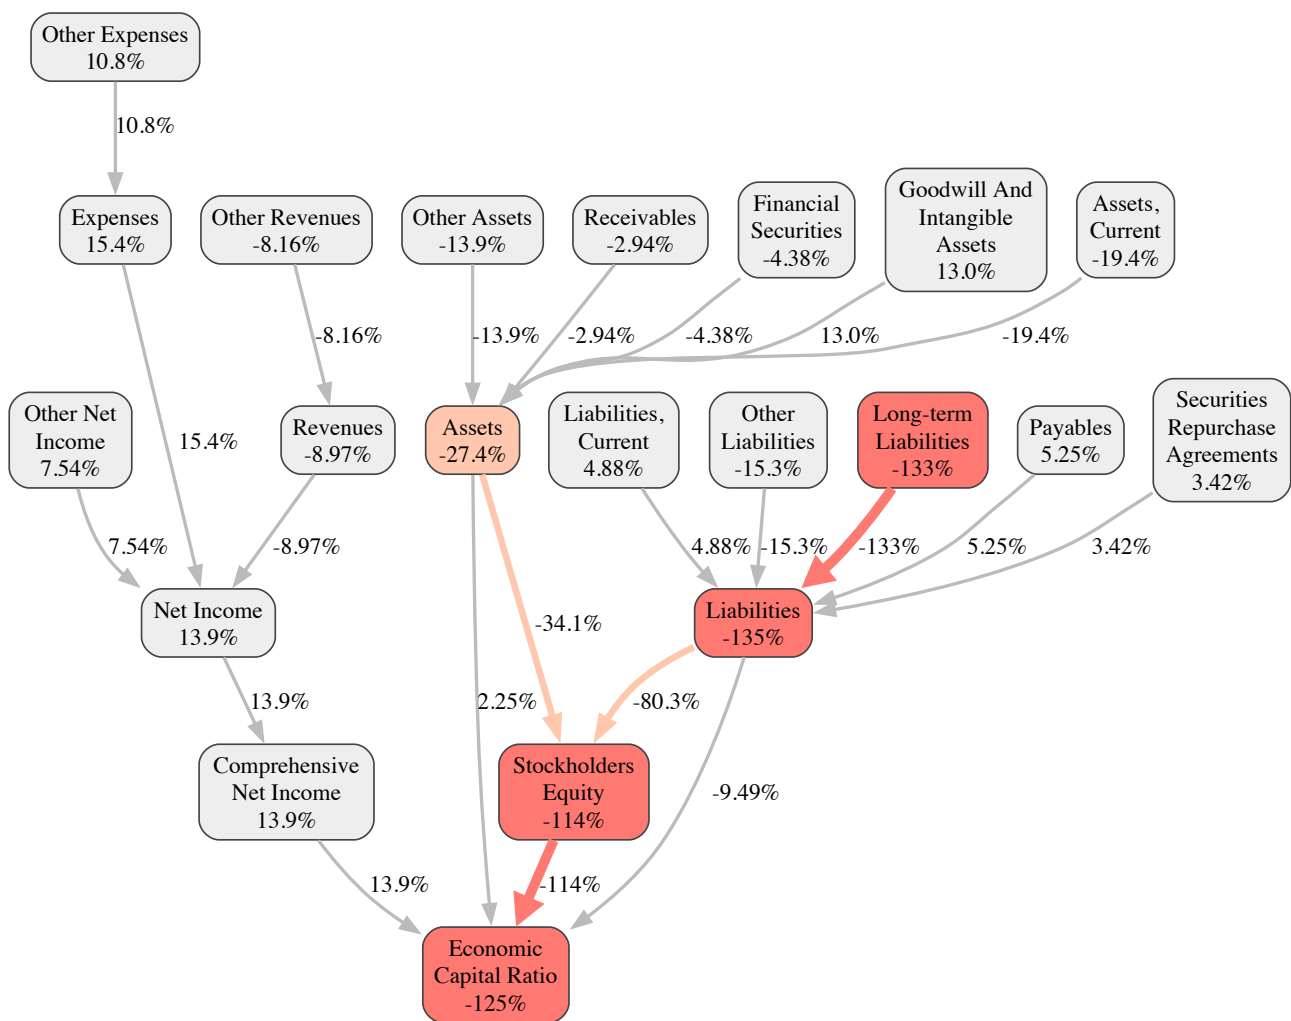 Other Expenses
10.8%
10.8%
Expenses
15.4%
Other Revenues
-8.16%
Other Assets
-13.9%
Receivables
-2.94%
Financial
Securities
-4.38%
Goodwill And
Intangible
Assets
13.0%
Assets,
Current
-19.4%
-8.16%
-13.9%
-2.94%
-4.38%
13.0%
-19.4%
Other Net
Income
7.54%
15.4%
Revenues
-8.97%
Assets
-27.4%
Liabilities,
Current
4.88%
Other
Liabilities
-15.3%
Long-term
Liabilities
-133%
Payables
5.25%
Securities
Repurchase
Agreements
3.42%
7.54%
-8.97%
4.88%
-15.3%
-133%
5.25%
3.42%
Net Income
13.9%
-34.1%
Liabilities
-135%
13.9%
2.25%
-80.3%
Comprehensive
Net Income
13.9%
Stockholders
Equity
-114%
-9.49%
13.9%
-114%
Economic
Capital Ratio
-125%